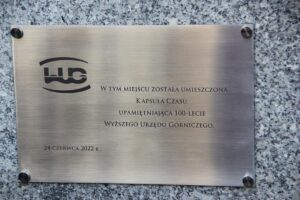 WUG
W TYM MIEJSCU ZOSTAŁA UMIESZCZONA
KAPSUŁA CZASU
UPAMIĘTNIAJĄCA 100-LECIE
WYŻSZEGO URZĘDU GÓRNICZEGO
24 CZERWCA 2022 r.